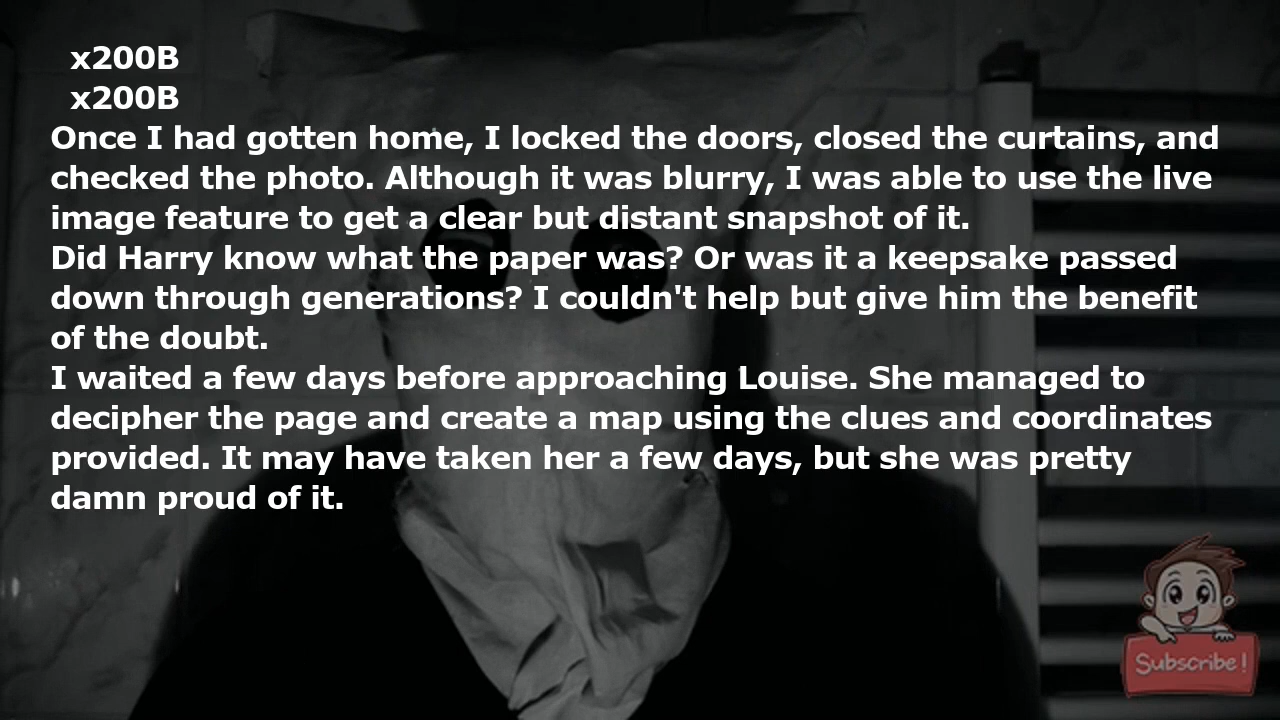 x200B
x200B
Once I had gotten home, I locked the doors, closed the curtains, and
checked the photo. Although it was blurry, I was able to use the live
image feature to get a clear but distant snapshot of it.
Did Harry know what the paper was? Or was it a keepsake passed
down through generations? I couldn't help but give him the benefit
of the doubt.
I waited a few days before approaching Louise. She managed to
decipher the page and create a map using the clues and coordinates
provided. It may have taken her a few days, but she was pretty
damn proud of it.
Subscribe!